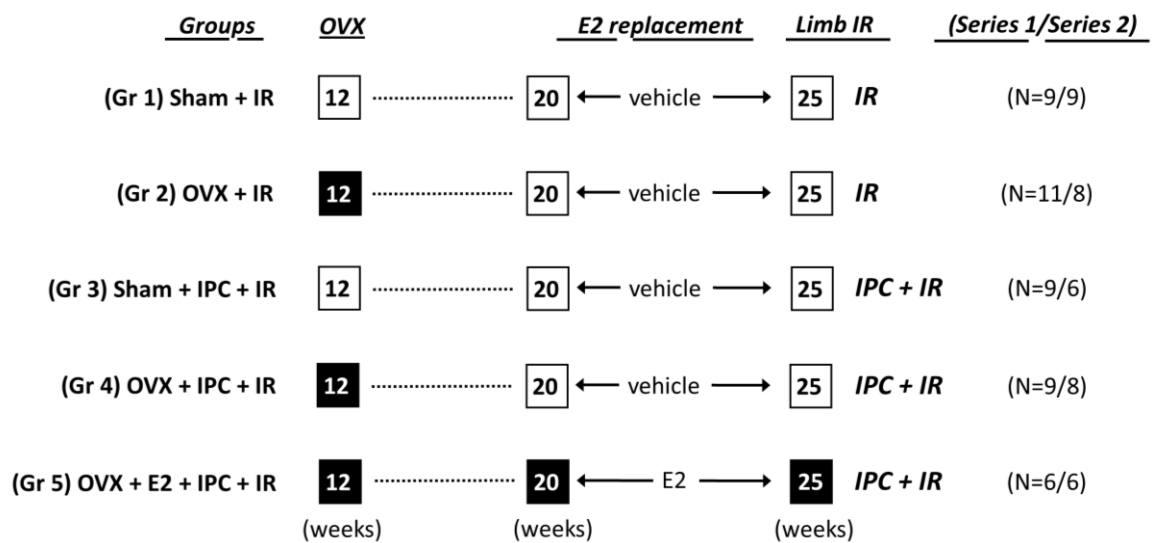 Groups OVX E2 replacement Limb IR (Series 1/Series 2)
(Gr 1) Sham + IR 12 20 vehicle 25 IR (N=9/9)
(Gr 2) OVX + IR 12 20 vehicle 25 IR (N=11/8)
(Gr 3) Sham + IPC + IR 12 20 vehicle 25 IPC + IR (N=9/6)
(Gr 4) OVX + IPC + IR 12 20 vehicle 25 IPC + IR (N=9/8)
(Gr 5) OVX + E2 + IPC + IR 12 20 E2 25 IPC + IR (N=6/6)
(weeks) (weeks) (weeks)